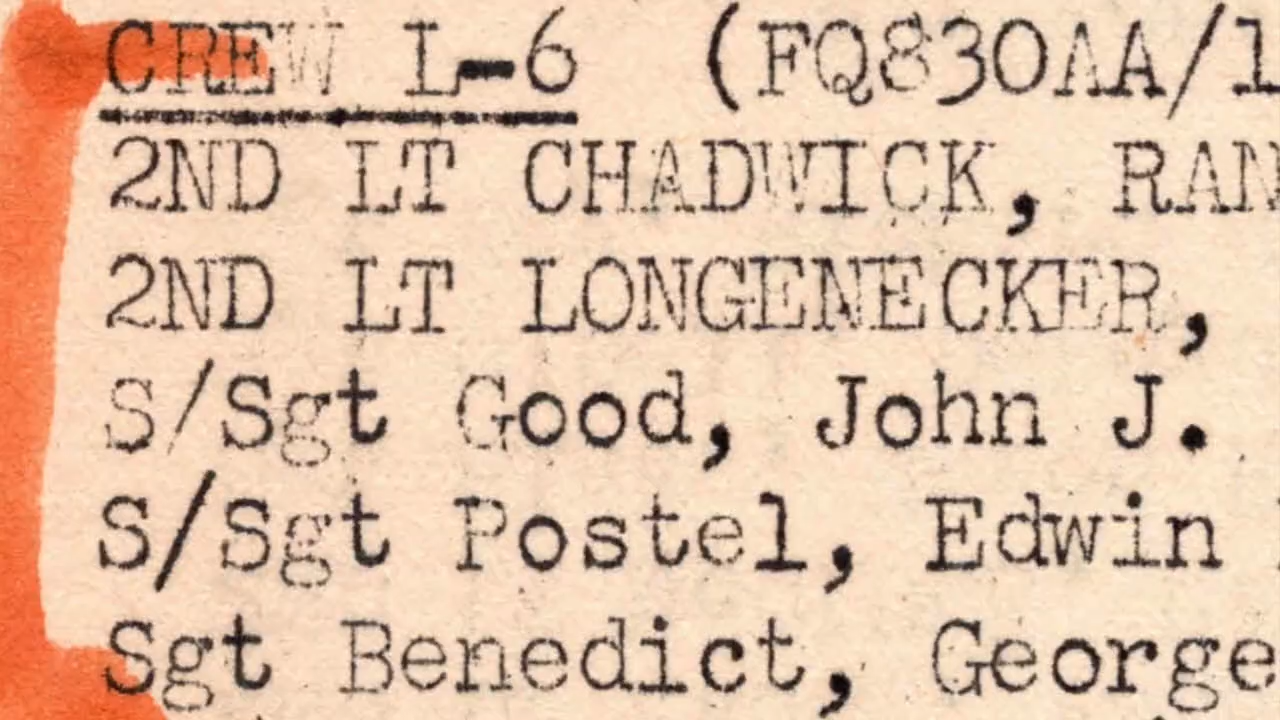 CREW L-6 (FQ830AA/1
2ND LT CHADWICK, RAN
2ND LT LONGENECKER,
S/Sgt Good, John J.
S/Sgt Postel, Edwin
Sgt Benedict, George